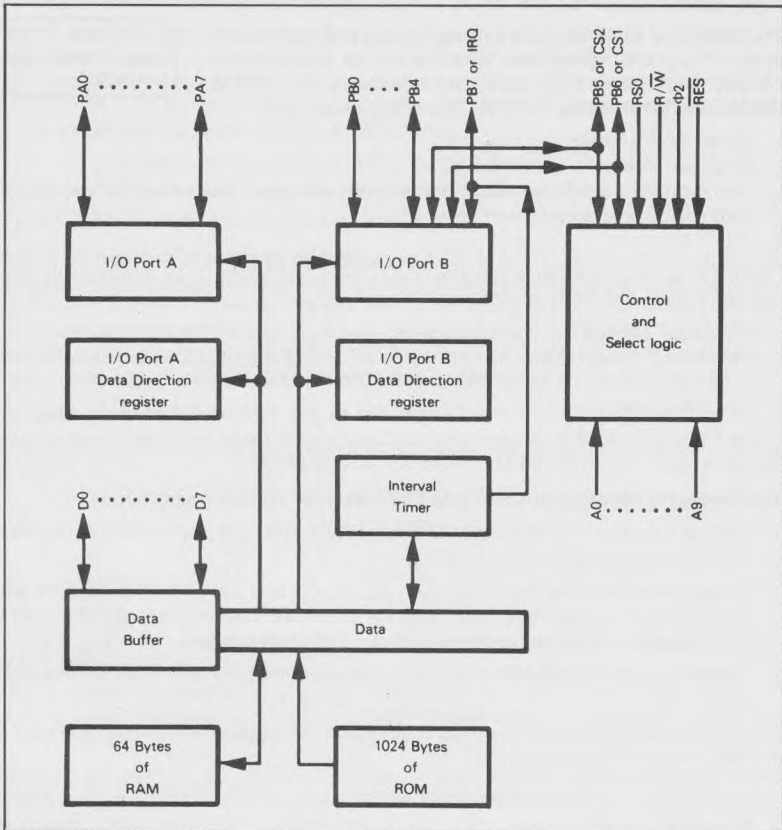 PA0 . . . . . . . . PA7
PB0 . . . . PB4
PB7 or IRQ
PB5 or CS2
PB6 or CS1
RS0
R/W
Φ2
RES
I/O Port A
I/O Port B
Control
and
Select logic
I/O Port A
Data Direction
register
I/O Port B
Data Direction
register
Interval
Timer
A0 . . . . . . . . A9
D0 . . . . . . . . D7
Data
Buffer
Data
64 Bytes
of
RAM
1024 Bytes
of
ROM